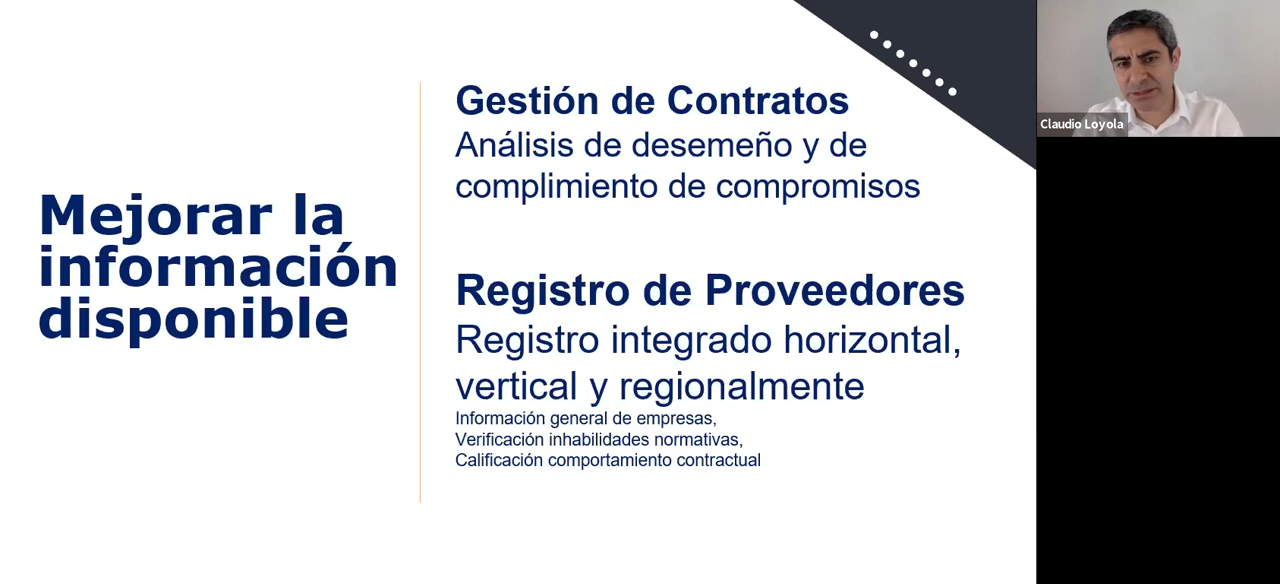 Mejorar la
información
disponible
Gestión de Contratos
Análisis de desemeño y de
complimiento de compromisos
Registro de Proveedores
Registro integrado horizontal,
vertical y regionalmente
Información general de empresas,
Verificación inhabilidades normativas,
Calificación comportamiento contractual
Claudio Loyola